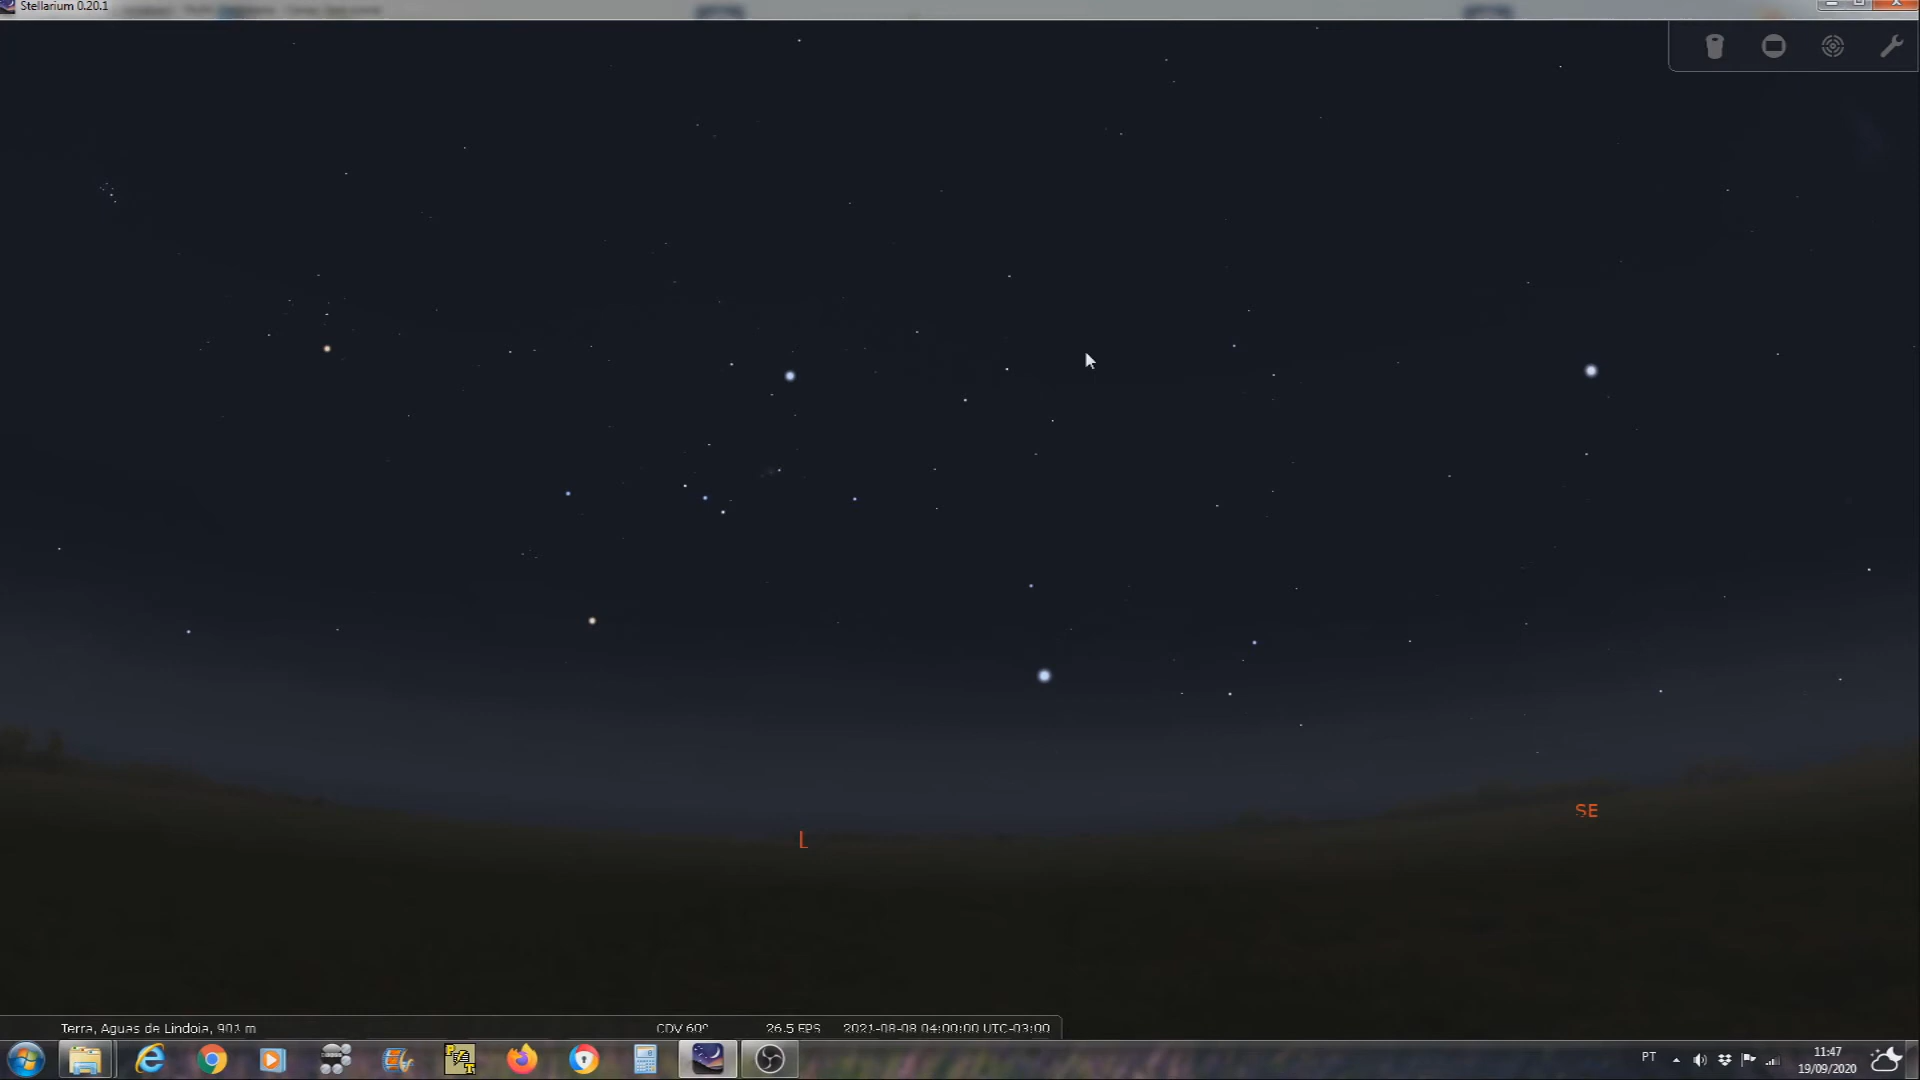 Stellarium 0.20.1
L
SE
Terra, Aguas de Lindoia, 901 m
CDV 60°
26.5 FPS
2021-08-08 04:00:00 UTC-03:00
PT
11:47
19/09/2020